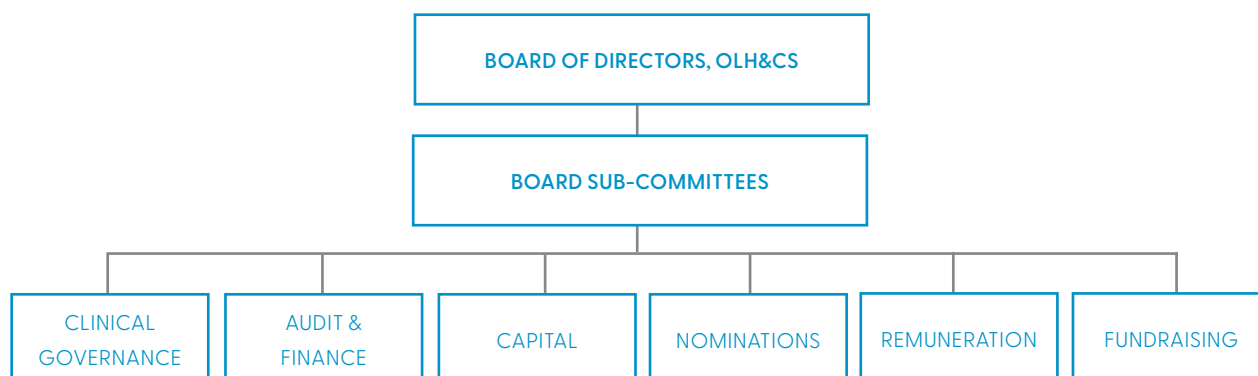 BOARD OF DIRECTORS, OLH&CS
BOARD SUB-COMMITTEES
CLINICAL
GOVERNANCE
AUDIT &
FINANCE
CAPITAL
NOMINATIONS
REMUNERATION
FUNDRAISING